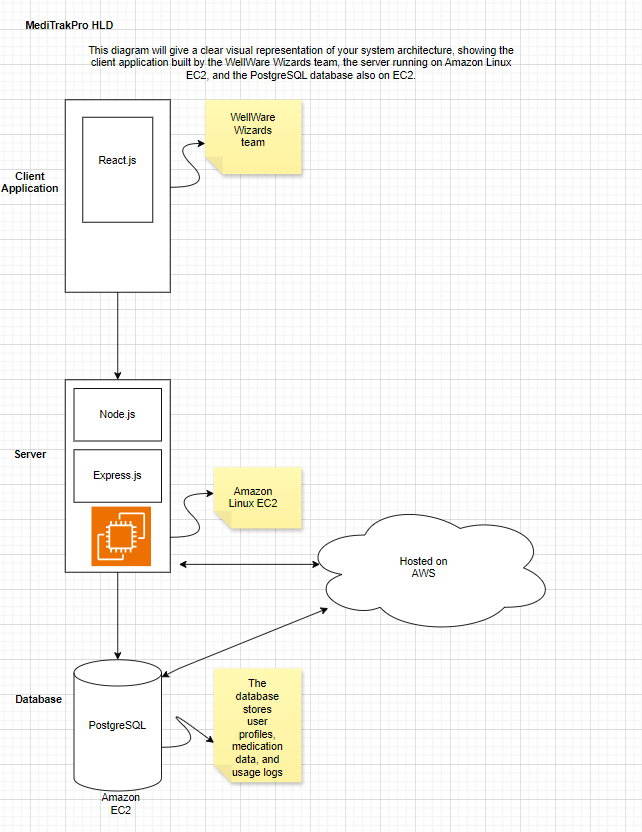 MediTrakPro HLD
This diagram will give a clear visual representation of your system architecture, showing the
client application built by the WellWare Wizards team, the server running on Amazon Linux
EC2, and the PostgreSQL database also on EC2.
WellWare
Wizards
team
React.js
Client
Application
Node.js
Server
Express.js
Amazon
Linux EC2
Hosted on
AWS
The
database
stores
user
profiles,
medication
data, and
usage logs
Database
PostgreSQL
Amazon
EC2